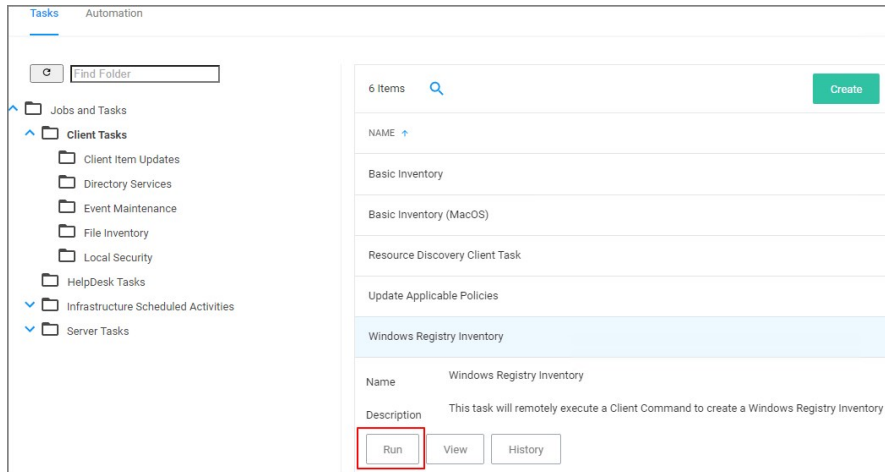 Tasks Automation
Find Folder
Jobs and Tasks
Client Tasks
Client Item Updates
Directory Services
Event Maintenance
File Inventory
Local Security
HelpDesk Tasks
Infrastructure Scheduled Activities
Server Tasks
6 Items
Create
NAME
Basic Inventory
Basic Inventory (MacOS)
Resource Discovery Client Task
Update Applicable Policies
Windows Registry Inventory
Name Windows Registry Inventory
Description This task will remotely execute a Client Command to create a Windows Registry Inventory
Run View History